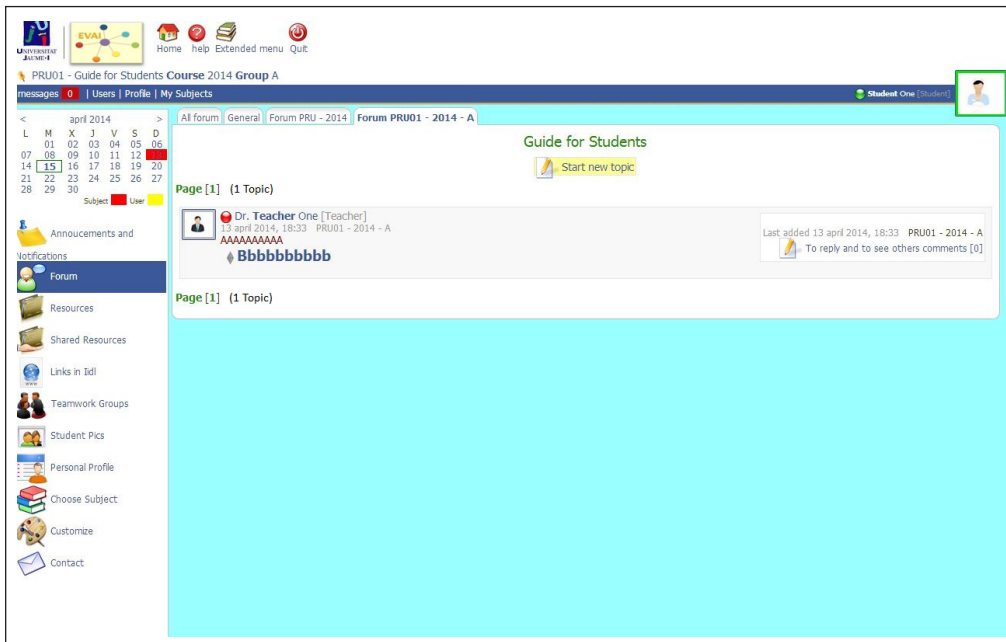 UNIVERSITAT
JAUME·I
EVAI
Home help Extended menu Quit
PRU01 - Guide for Students Course 2014 Group A
messages 0 | Users | Profile | My Subjects
Student One [Student]
< april 2014 >
L M X J V S D
01 02 03 04 05 06
07 08 09 10 11 12
14 15 16 17 18 19 20
21 22 23 24 25 26 27
28 29 30
Subject User
Annoucements and
Notifications
Forum
Resources
Shared Resources
Links in Iidl
Teamwork Groups
Student Pics
Personal Profile
Choose Subject
Customize
Contact
All forum General Forum PRU - 2014 Forum PRU01 - 2014 - A
Guide for Students
Start new topic
Page [1] (1 Topic)
Dr. Teacher One [Teacher]
13 april 2014, 18:33 PRU01 - 2014 - A
AAAAAAAAAA
Bbbbbbbbbb
Last added 13 april 2014, 18:33 PRU01 - 2014 - A
To reply and to see others comments [0]
Page [1] (1 Topic)